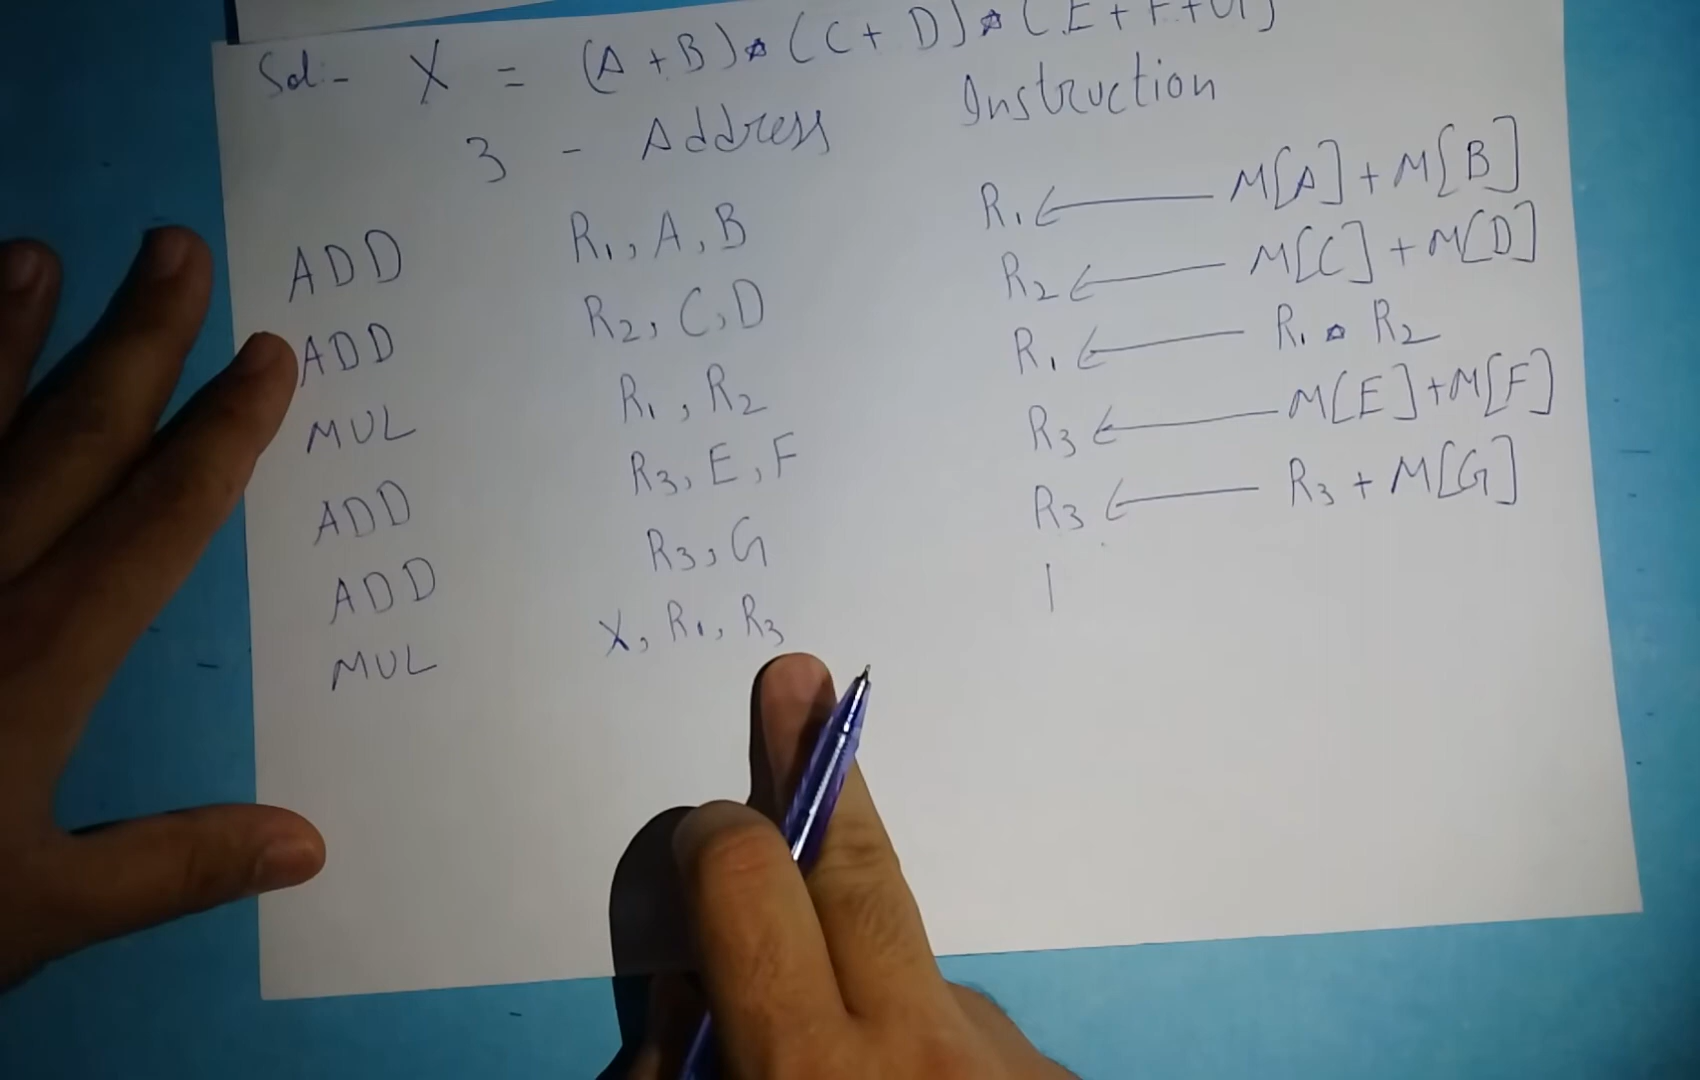 Sol:- X = (A + B) * (C + D) * (E + F + G)
3 - Address Instruction
ADD R1, A, B R1 ← M[A] + M[B]
ADD R2, C, D R2 ← M[C] + M[D]
MUL R1, R2 R1 ← R1 * R2
ADD R3, E, F R3 ← M[E] + M[F]
ADD R3, G R3 ← R3 + M[G]
MUL X, R1, R3